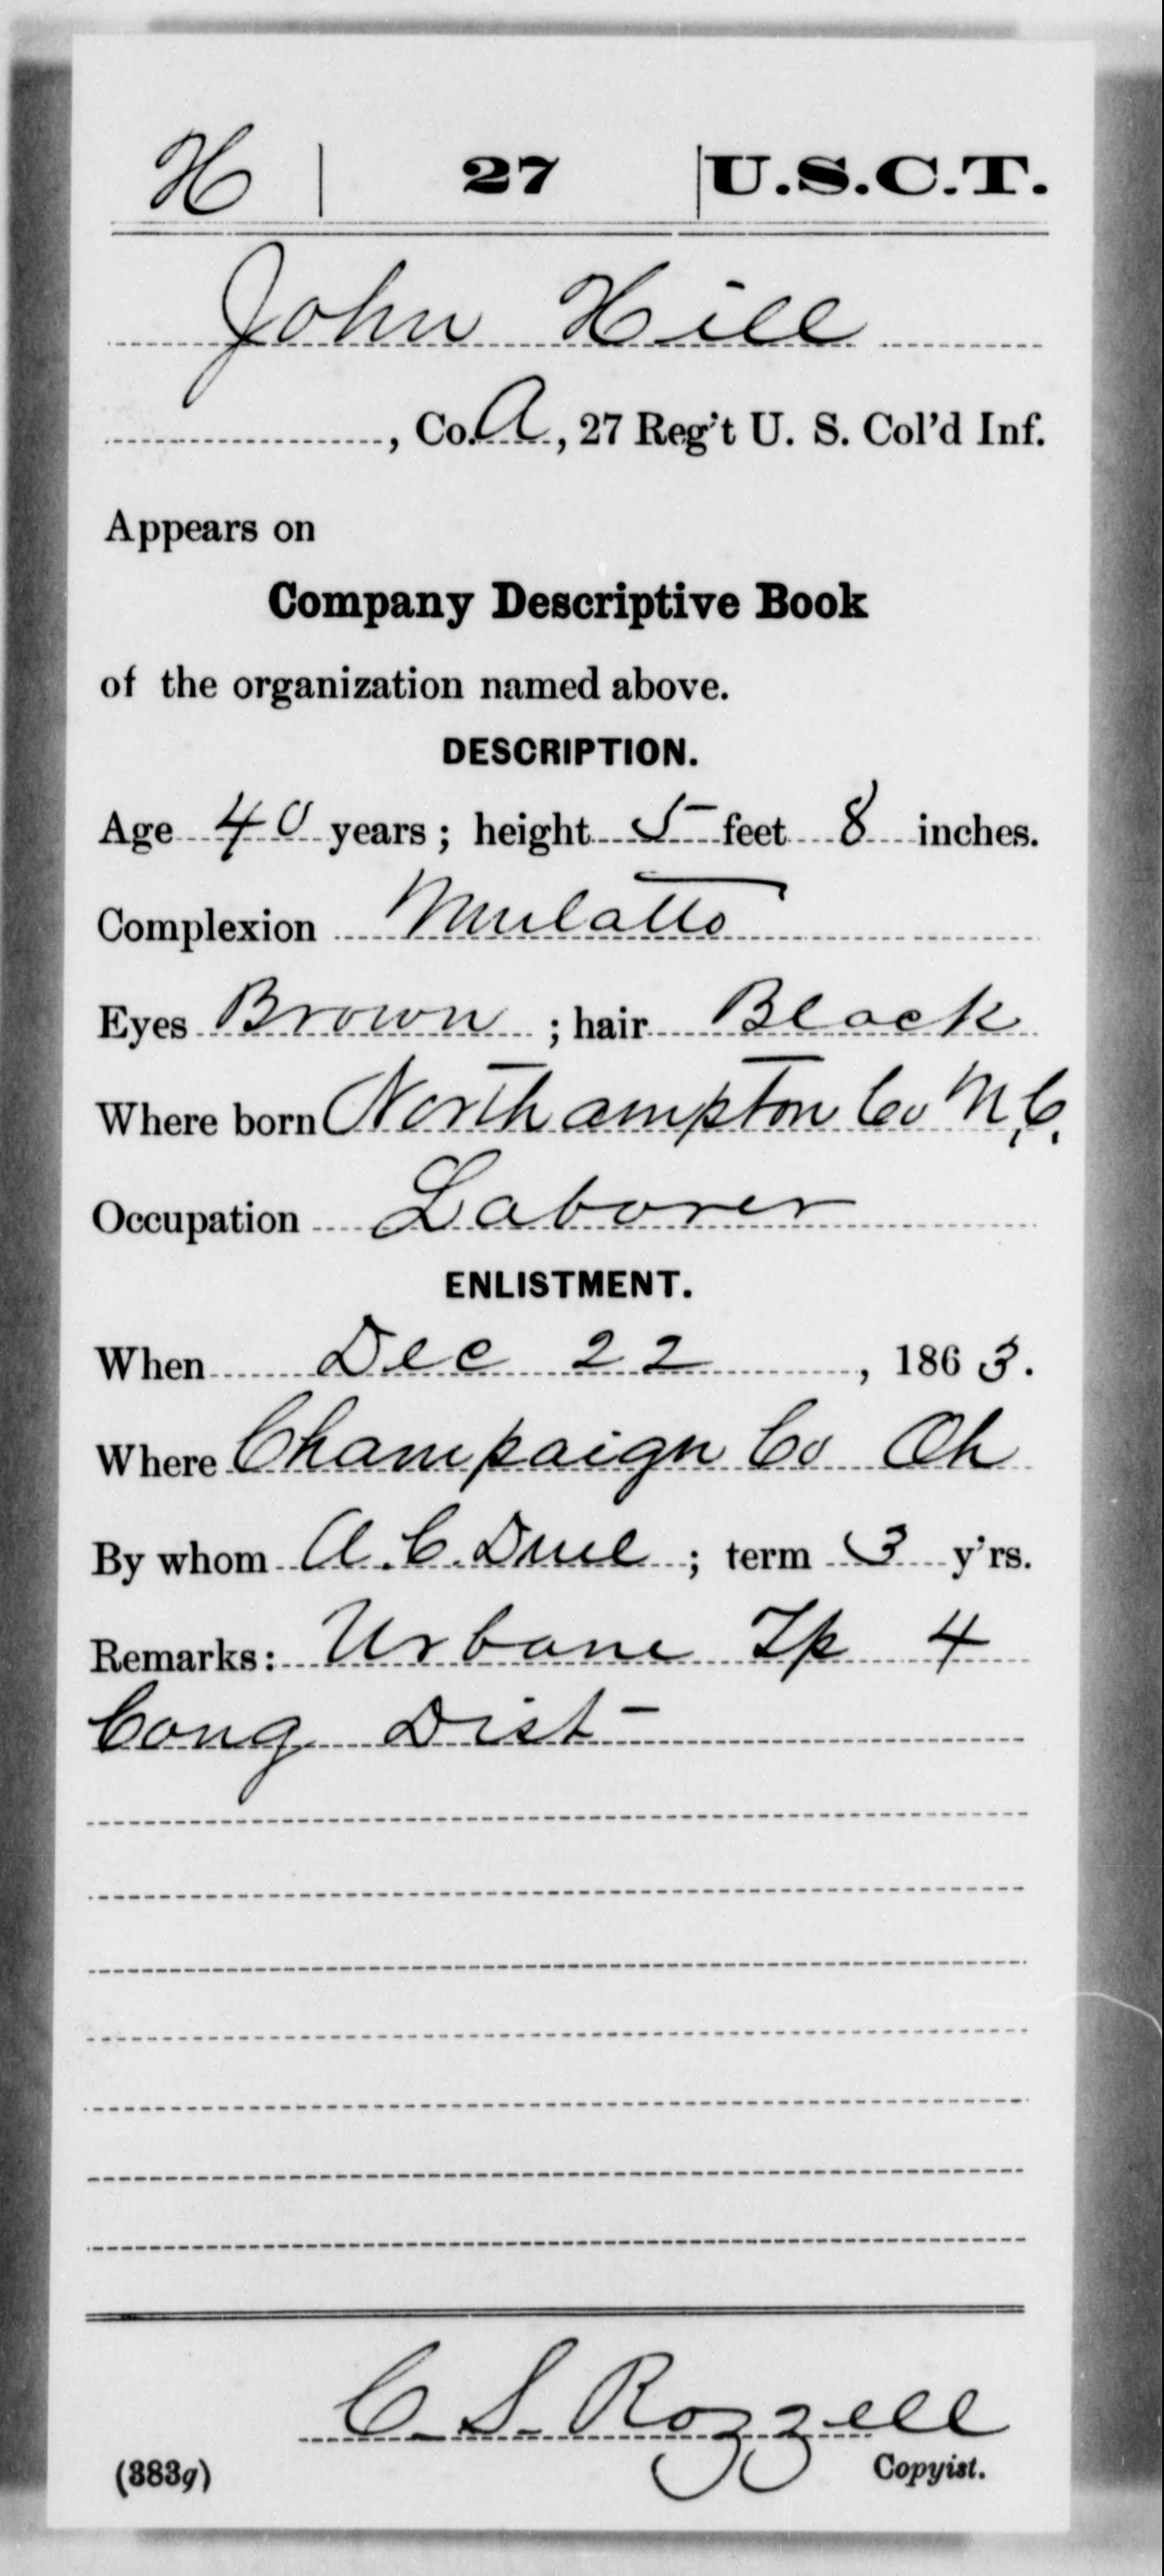 H | 27 | U.S.C.T.
John Hill
, Co. A, 27 Reg't U. S. Col'd Inf.
Appears on
Company Descriptive Book
of the organization named above.
DESCRIPTION.
Age 40 years; height 5 feet 8 inches.
Complexion Mulatto
Eyes Brown; hair Black
Where born Northampton Co N.C.
Occupation Laborer
ENLISTMENT.
When Dec 22, 1863.
Where Champaign Co Oh
By whom A. C. Duel; term 3 y'rs.
Remarks: Urbane Tp 4
Cong Dist
C. S. Rozzell
(383g) Copyist.